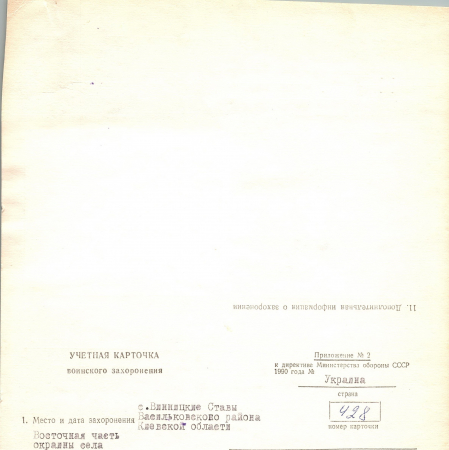 11. Дополнительная информация о захоронении
УЧЕТНАЯ КАРТОЧКА
воинского захоронения
Приложение № 2
к директиве Министерства обороны СССР
1990 года №
Украина
страна
428
номер карточки
1. Место и дата захоронения
с.Влиницкие Ставы
Васильковского района
Киевской области
Восточная часть
окраины села